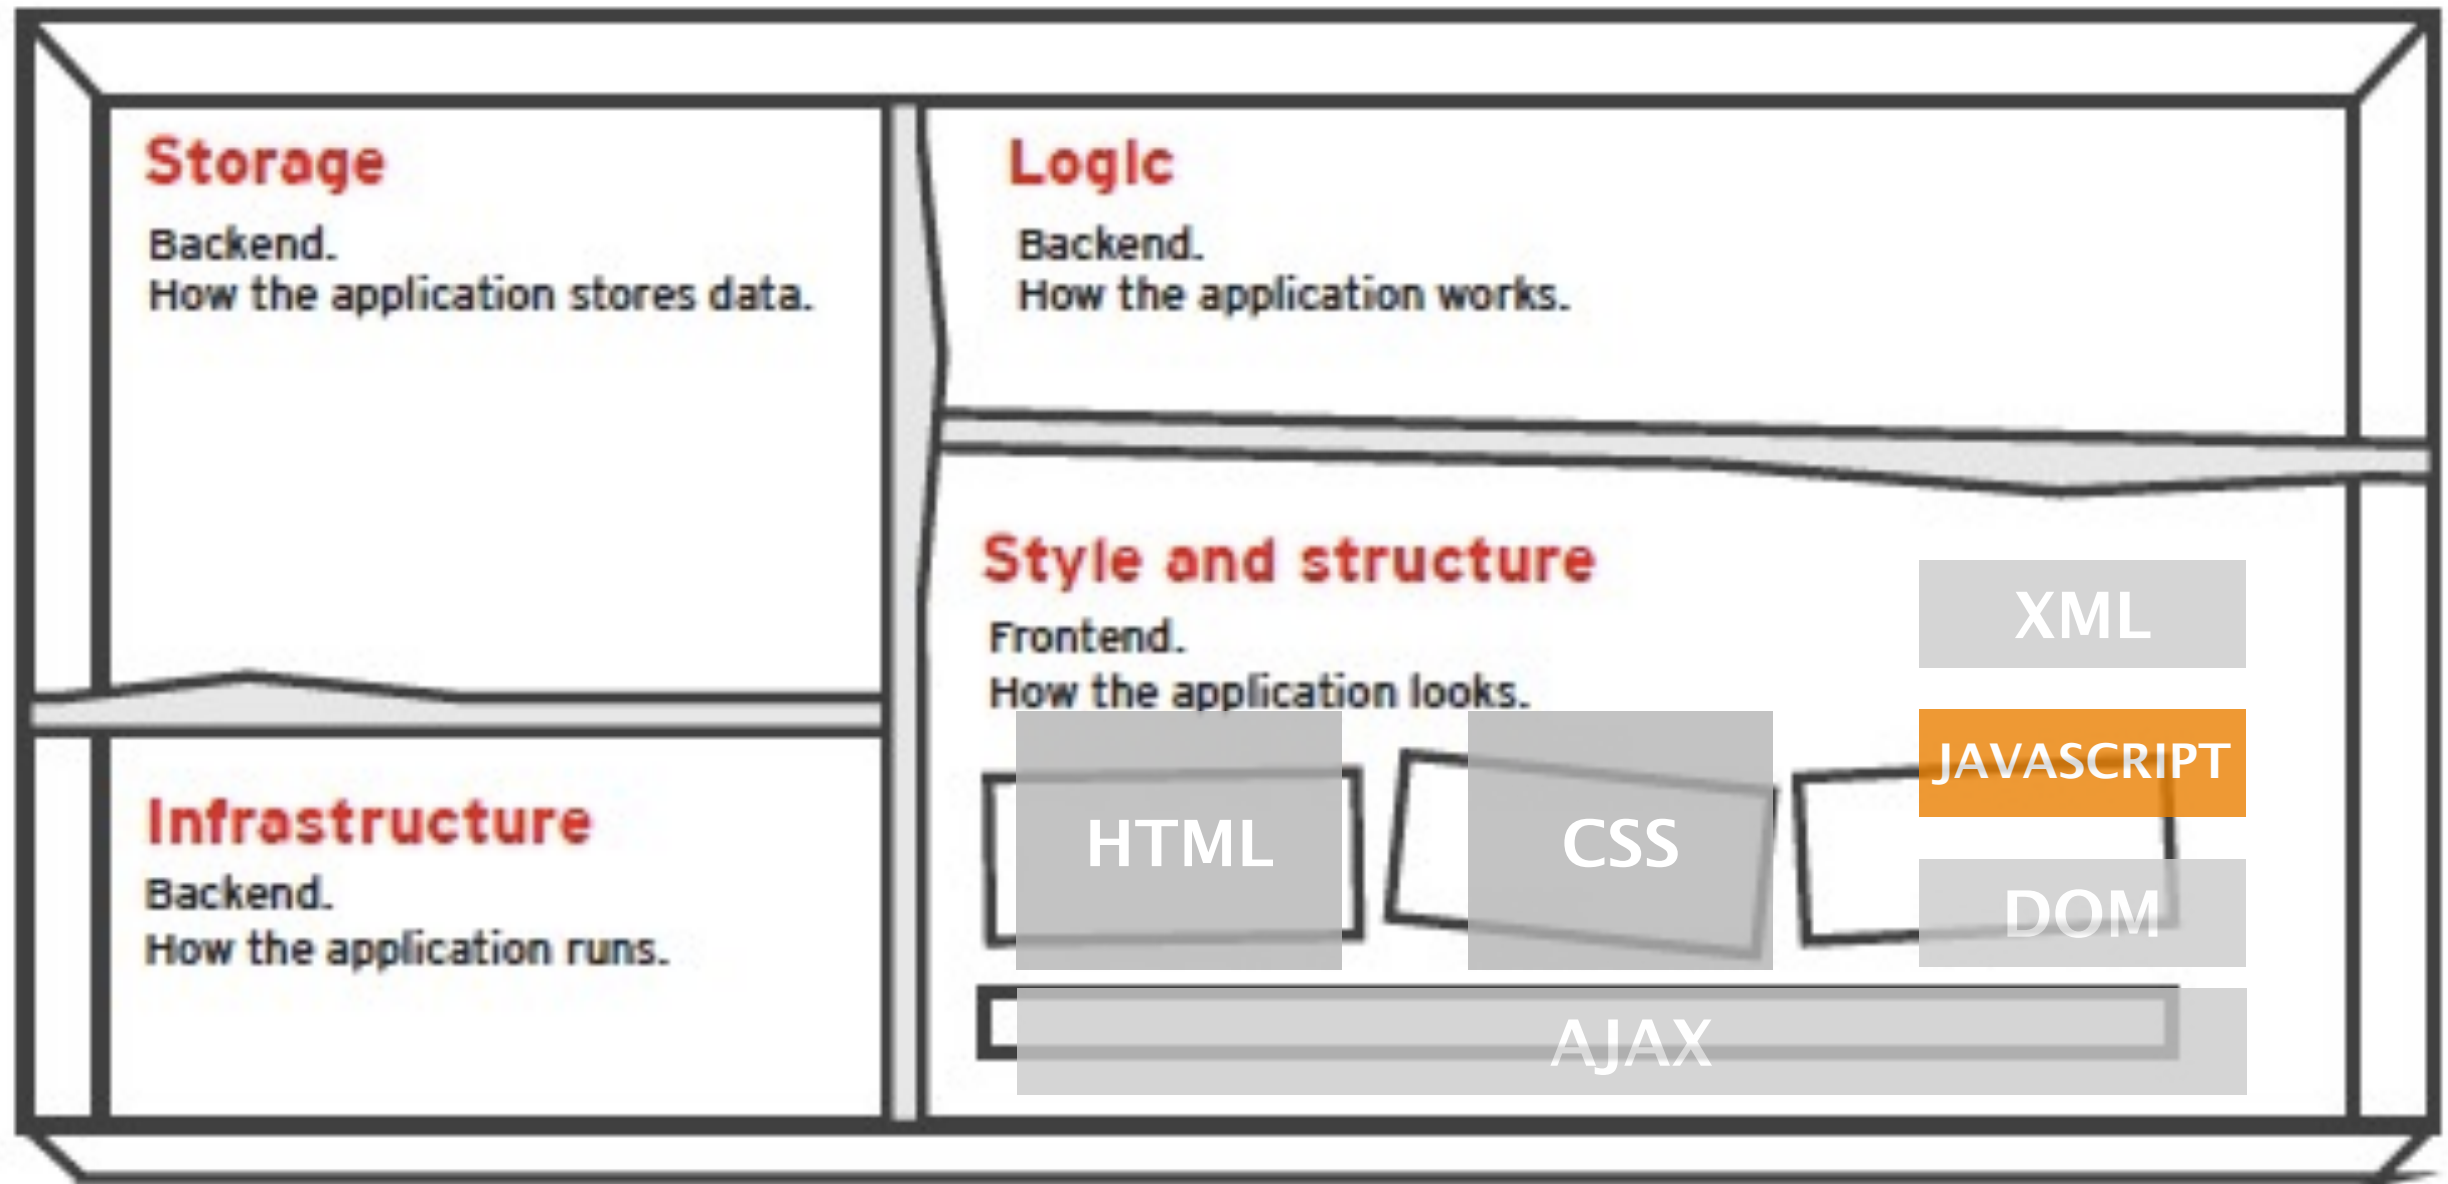 Storage
Backend.
How the application stores data.
Logic
Backend.
How the application works.
Style and structure
Frontend.
How the application looks.
XML
JAVASCRIPT
HTML
CSS
DOM
AJAX
Infrastructure
Backend.
How the application runs.